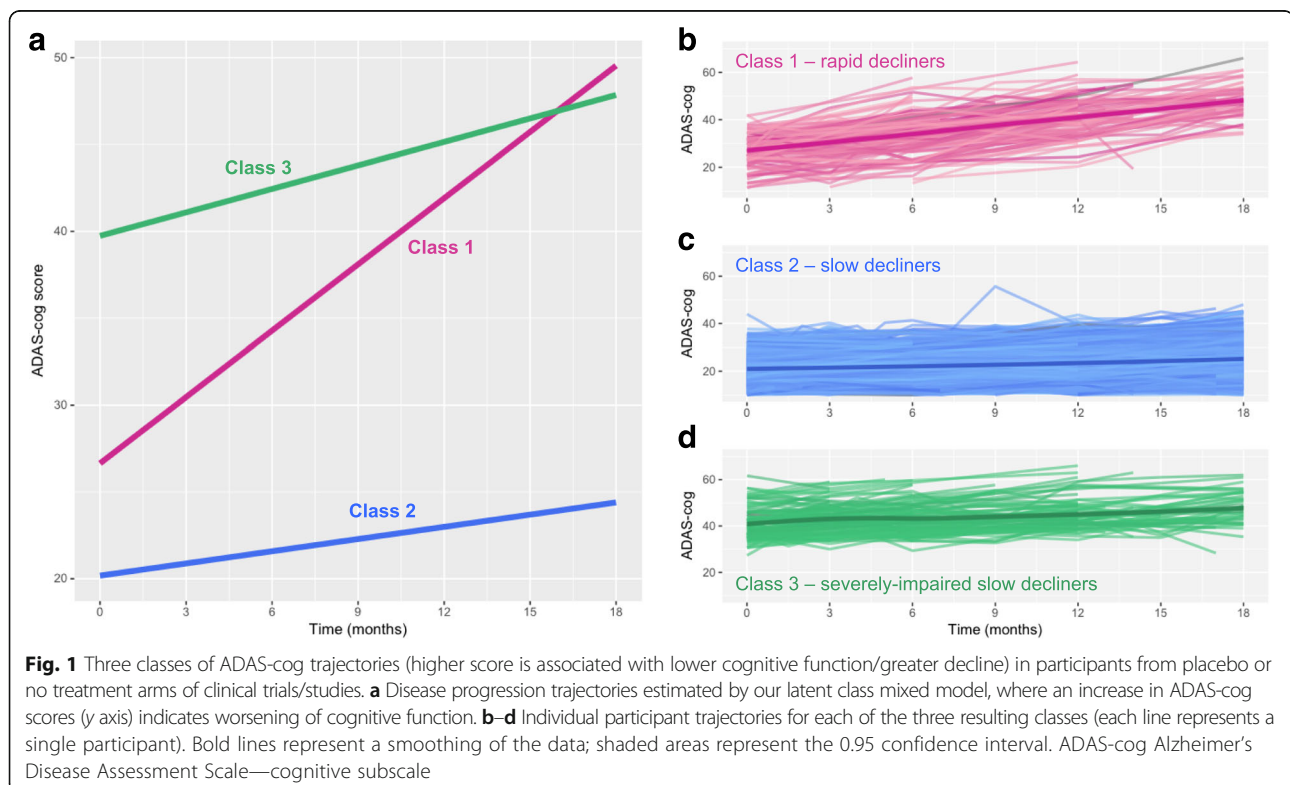 a
50
40
30
20
ADAS-cog score
Class 3
Class 1
Class 2
0 3 6 9 12 15 18
Time (months)
b
Class 1 – rapid decliners
60
40
20
ADAS-cog
0 3 6 9 12 15 18
c
Class 2 – slow decliners
60
40
20
ADAS-cog
0 3 6 9 12 15 18
d
60
40
20
ADAS-cog
Class 3 – severely-impaired slow decliners
0 3 6 9 12 15 18
Time (months)
Fig. 1 Three classes of ADAS-cog trajectories (higher score is associated with lower cognitive function/greater decline) in participants from placebo or
no treatment arms of clinical trials/studies. a Disease progression trajectories estimated by our latent class mixed model, where an increase in ADAS-cog
scores (y axis) indicates worsening of cognitive function. b–d Individual participant trajectories for each of the three resulting classes (each line represents a
single participant). Bold lines represent a smoothing of the data; shaded areas represent the 0.95 confidence interval. ADAS-cog Alzheimer’s
Disease Assessment Scale—cognitive subscale